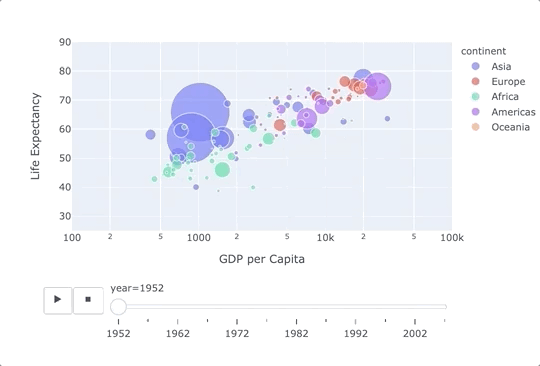 continent
Asia
Europe
Africa
Americas
Oceania
Life Expectancy
90
80
70
60
50
40
30
100 2 5 1000 2 5 10k 2 5 100k
GDP per Capita
year=1952
1952 1962 1972 1982 1992 2002